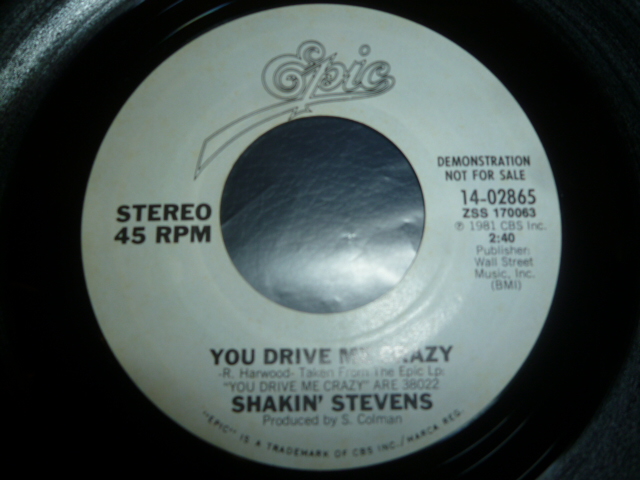 Epic
DEMONSTRATION
NOT FOR SALE
STEREO
45 RPM
14-02865
ZSS 170063
℗ 1981 CBS Inc.
2:40
Publisher:
Wall Street
Music, Inc.
(BMI)
YOU DRIVE ME CRAZY
-R. Harwood- Taken From The Epic Lp:
"YOU DRIVE ME CRAZY" ARE 38022
SHAKIN' STEVENS
Produced by S. Colman
"EPIC" IS A TRADEMARK OF CBS INC./MARCA REG.